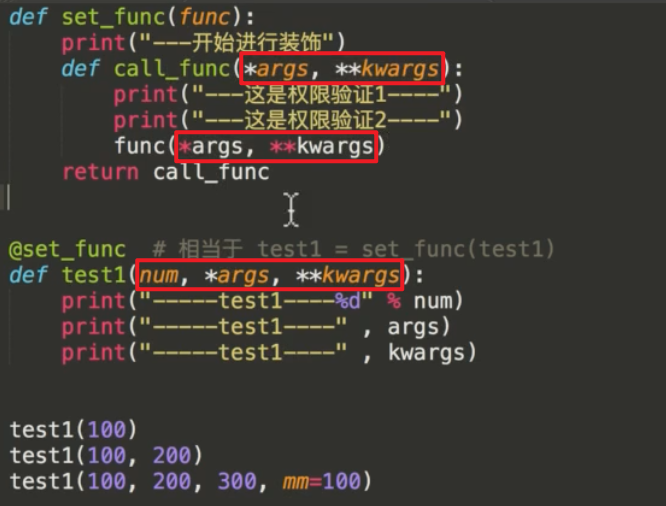 def set_func(func):
    print("---开始进行装饰")
    def call_func(*args, **kwargs):
        print("---这是权限验证1----")
        print("---这是权限验证2----")
        func(*args, **kwargs)
    return call_func
@set_func  # 相当于 test1 = set_func(test1)
def test1(num, *args, **kwargs):
    print("-----test1----%d" % num)
    print("-----test1----" , args)
    print("-----test1----" , kwargs)
test1(100)
test1(100, 200)
test1(100, 200, 300, mm=100)